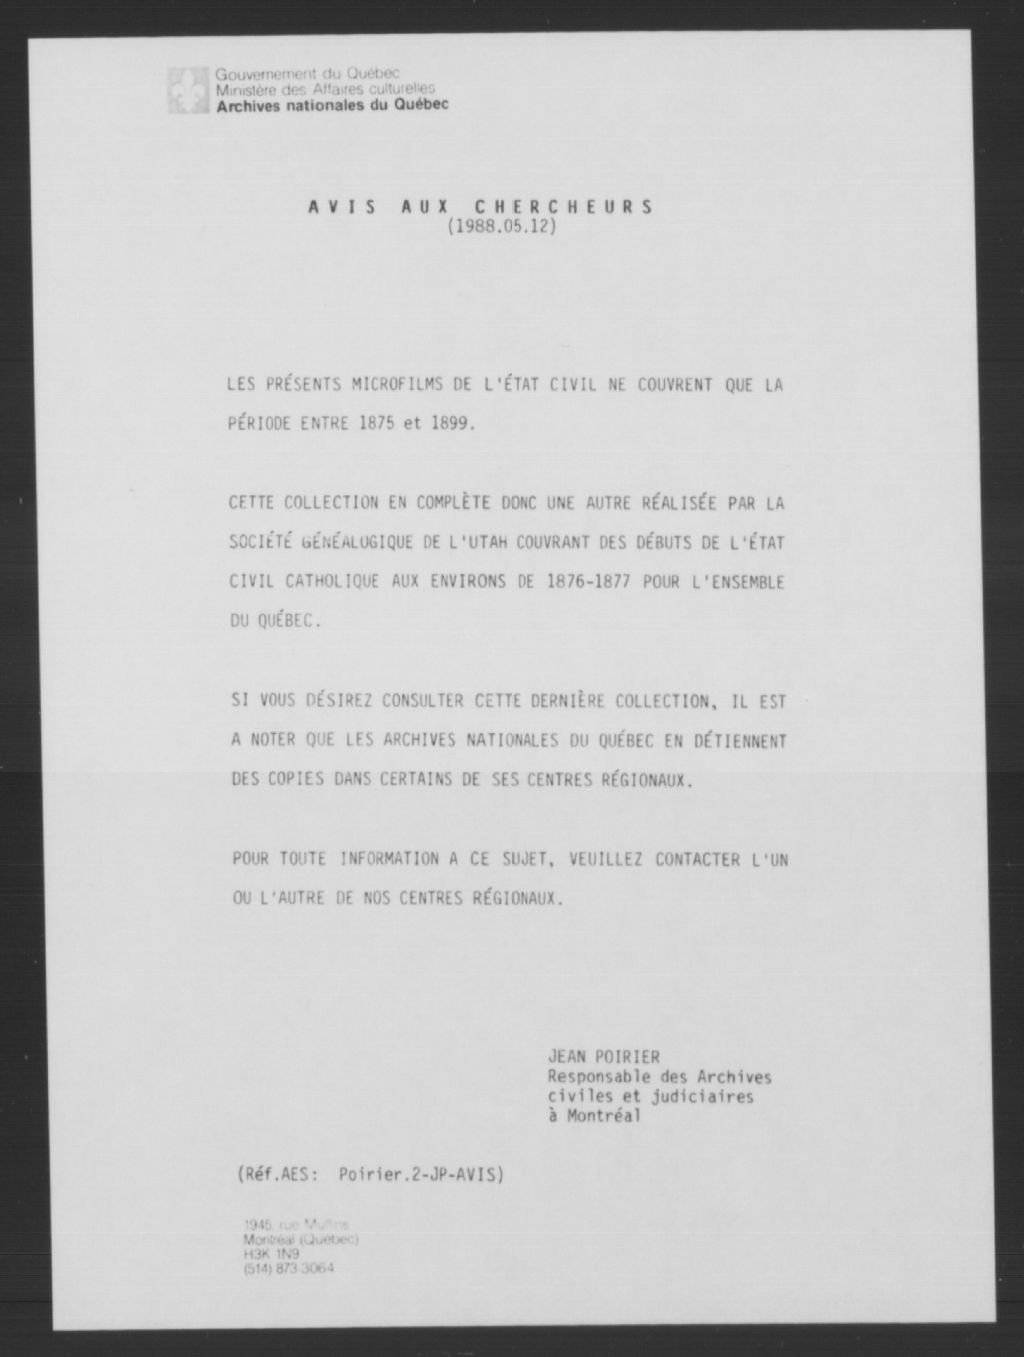 Gouvernement du Québec
Ministère des Affaires culturelles
Archives nationales du Québec
AVIS AUX CHERCHEURS
(1988.05.12)
LES PRÉSENTS MICROFILMS DE L'ÉTAT CIVIL NE COUVRENT QUE LA
PÉRIODE ENTRE 1875 et 1899.
CETTE COLLECTION EN COMPLÈTE DONC UNE AUTRE RÉALISÉE PAR LA
SOCIÉTÉ GÉNÉALOGIQUE DE L'UTAH COUVRANT DES DÉBUTS DE L'ÉTAT
CIVIL CATHOLIQUE AUX ENVIRONS DE 1876-1877 POUR L'ENSEMBLE
DU QUÉBEC.
SI VOUS DÉSIREZ CONSULTER CETTE DERNIÈRE COLLECTION, IL EST
A NOTER QUE LES ARCHIVES NATIONALES DU QUÉBEC EN DÉTIENNENT
DES COPIES DANS CERTAINS DE SES CENTRES RÉGIONAUX.
POUR TOUTE INFORMATION A CE SUJET, VEUILLEZ CONTACTER L'UN
OU L'AUTRE DE NOS CENTRES RÉGIONAUX.
JEAN POIRIER
Responsable des Archives
civiles et judiciaires
à Montréal
(Réf.AES: Poirier.2-JP-AVIS)
1945, rue Mullins
Montréal (Québec)
H3K 1N9
(514) 873-3064